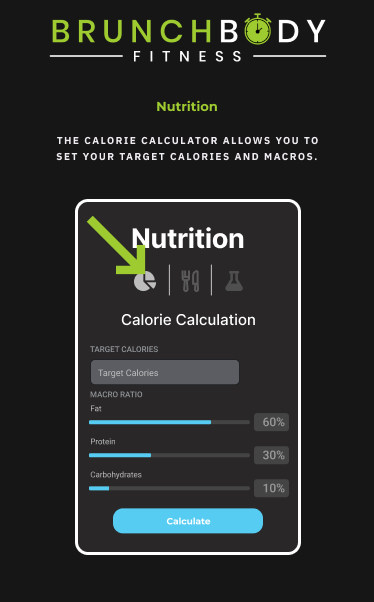 BRUNCHBODY
FITNESS
Nutrition
THE CALORIE CALCULATOR ALLOWS YOU TO
SET YOUR TARGET CALORIES AND MACROS.
Nutrition
Calorie Calculation
TARGET CALORIES
Target Calories
MACRO RATIO
Fat
60%
Protein
30%
Carbohydrates
10%
Calculate